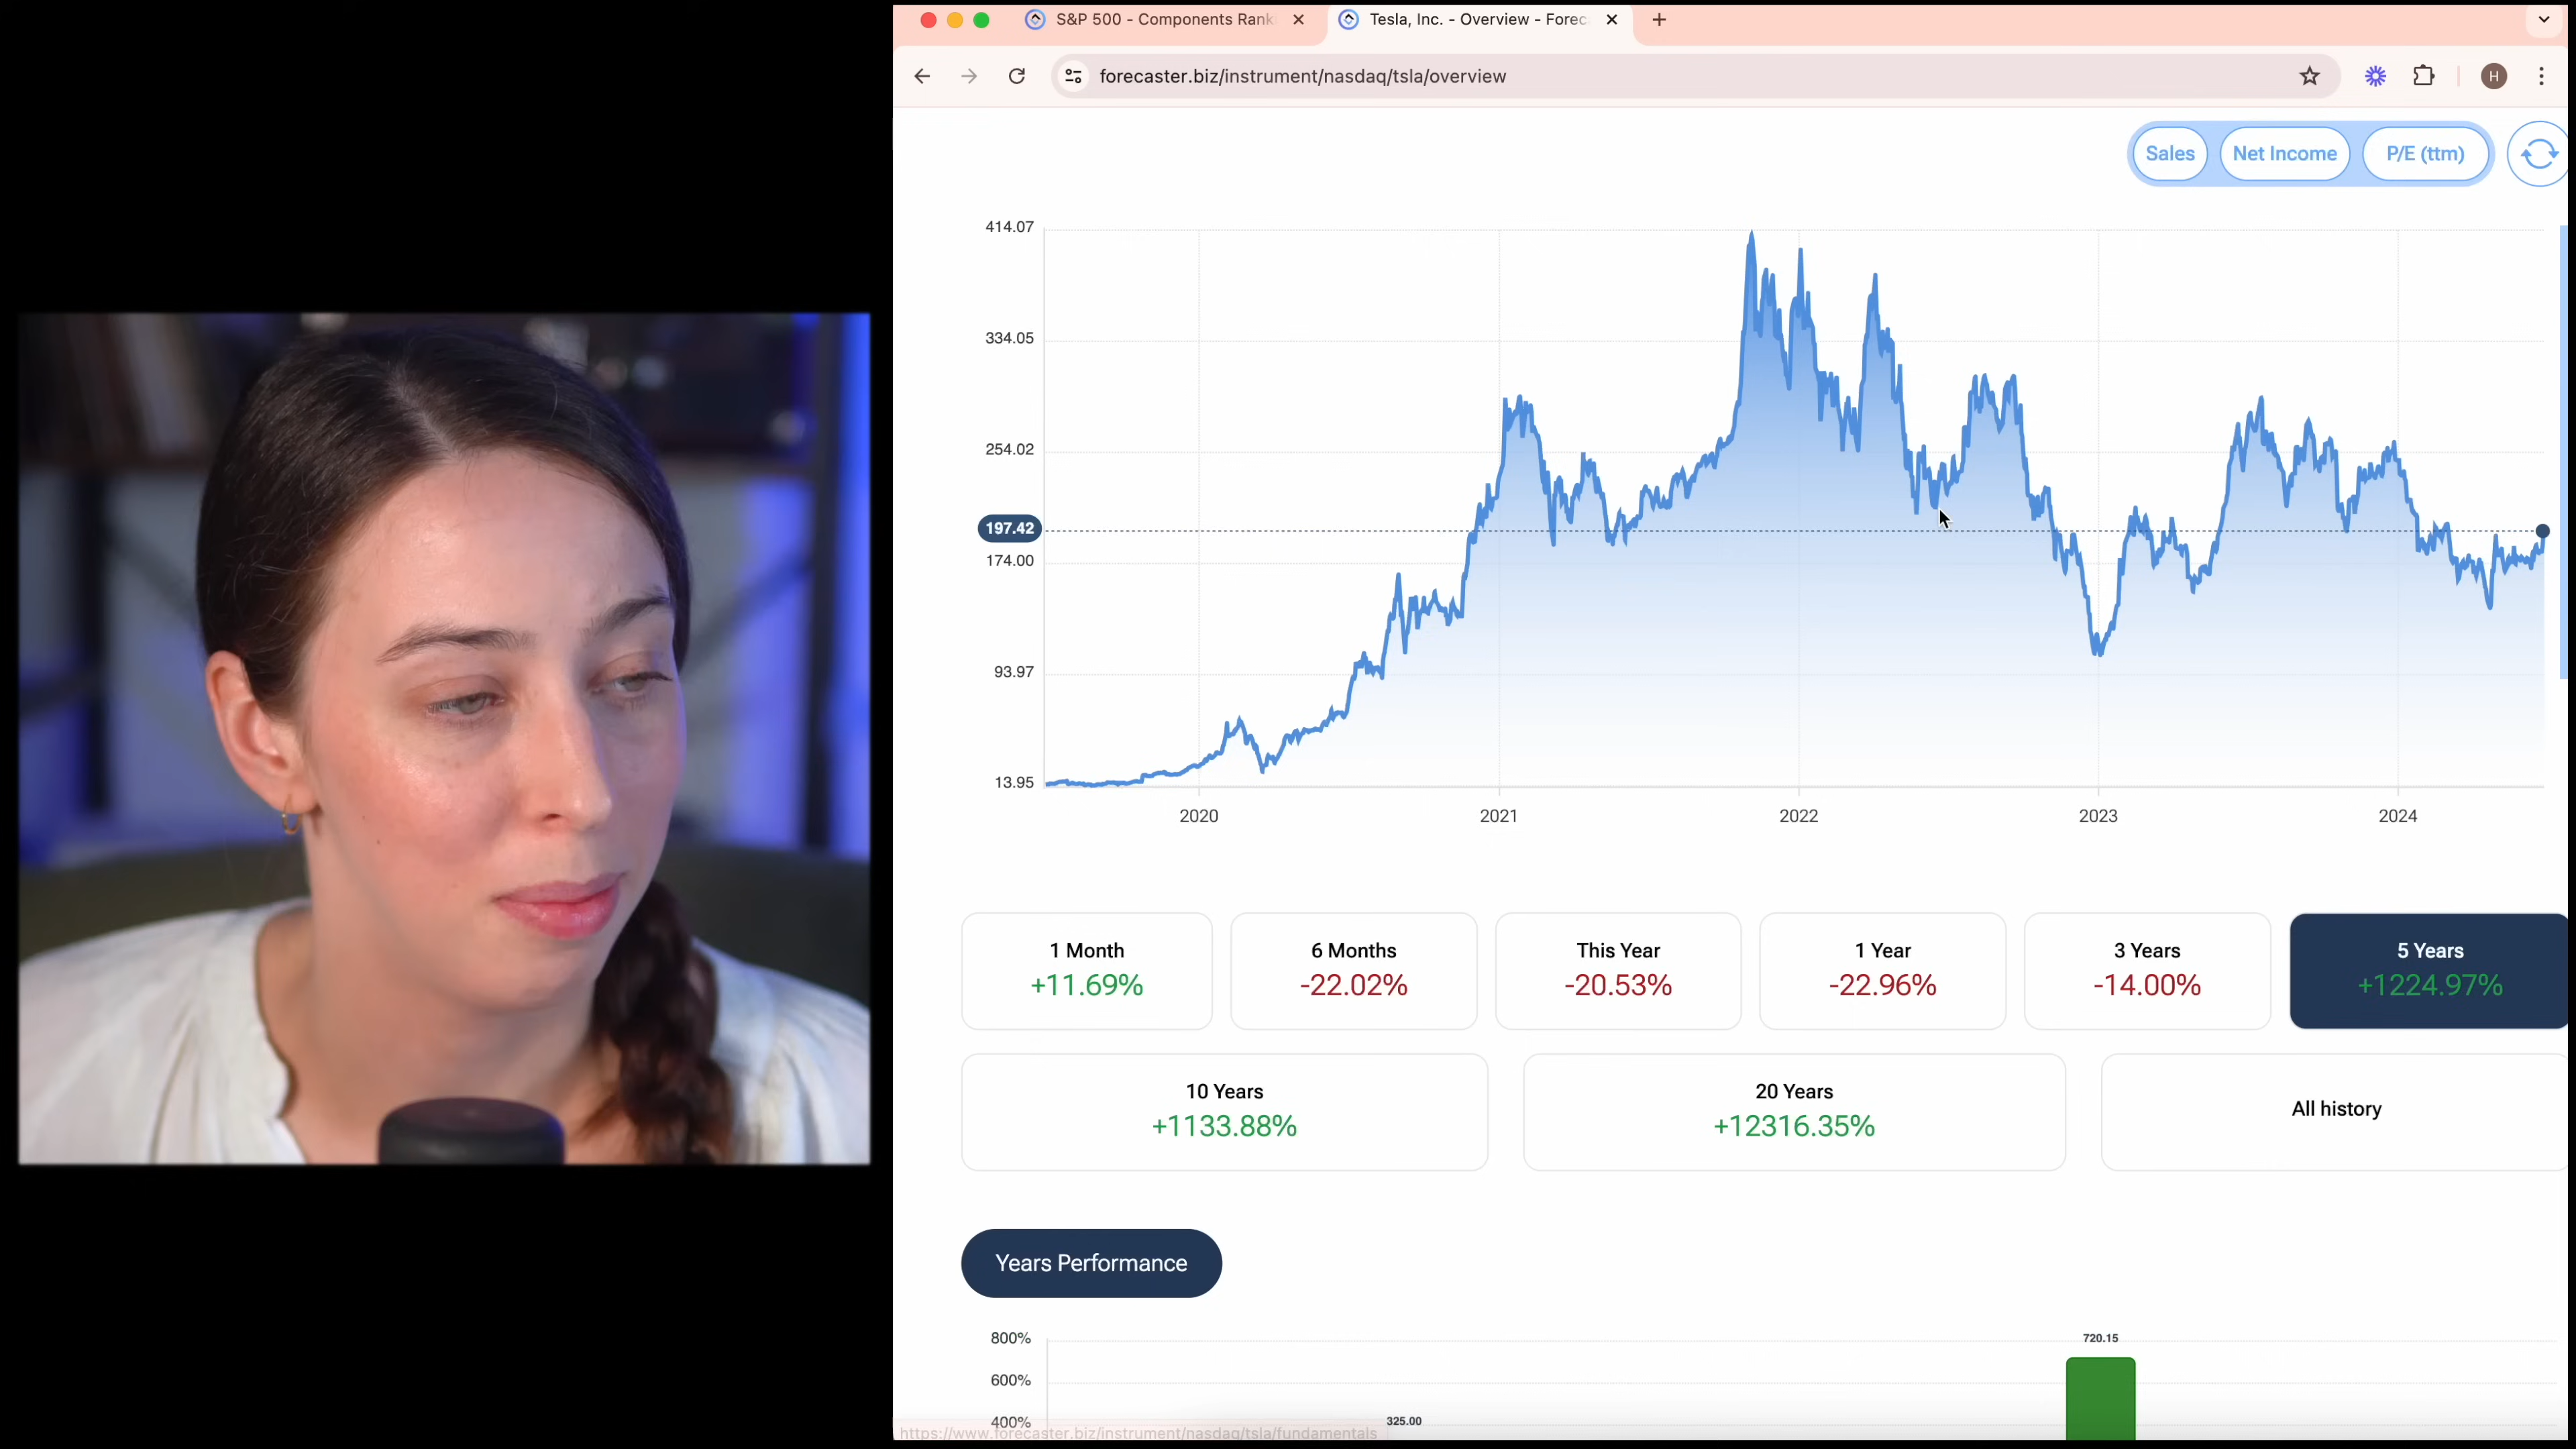 S&P 500 - Components Rank
Tesla, Inc. - Overview - Forec
forecaster.biz/instrument/nasdaq/tsla/overview
H
Sales
Net Income
P/E (ttm)
414.07
334.05
254.02
197.42
174.00
93.97
13.95
2020
2021
2022
2023
2024
1 Month
+11.69%
6 Months
-22.02%
This Year
-20.53%
1 Year
-22.96%
3 Years
-14.00%
5 Years
+1224.97%
10 Years
+1133.88%
20 Years
+12316.35%
All history
Years Performance
800%
720.15
600%
400%
325.00
https://www.forecaster.biz/instrument/nasdaq/tsla/fundamentals